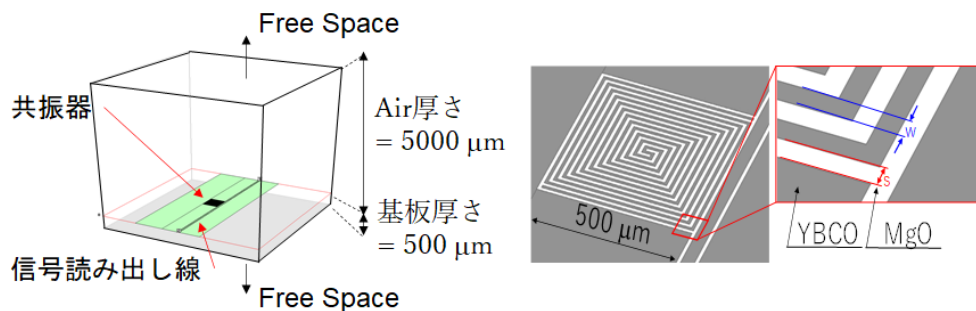 Free Space
共振器
Air厚さ
= 5000 μm
基板厚さ
= 500 μm
信号読み出し線
Free Space
500 μm
W
S
YBCO
MgO